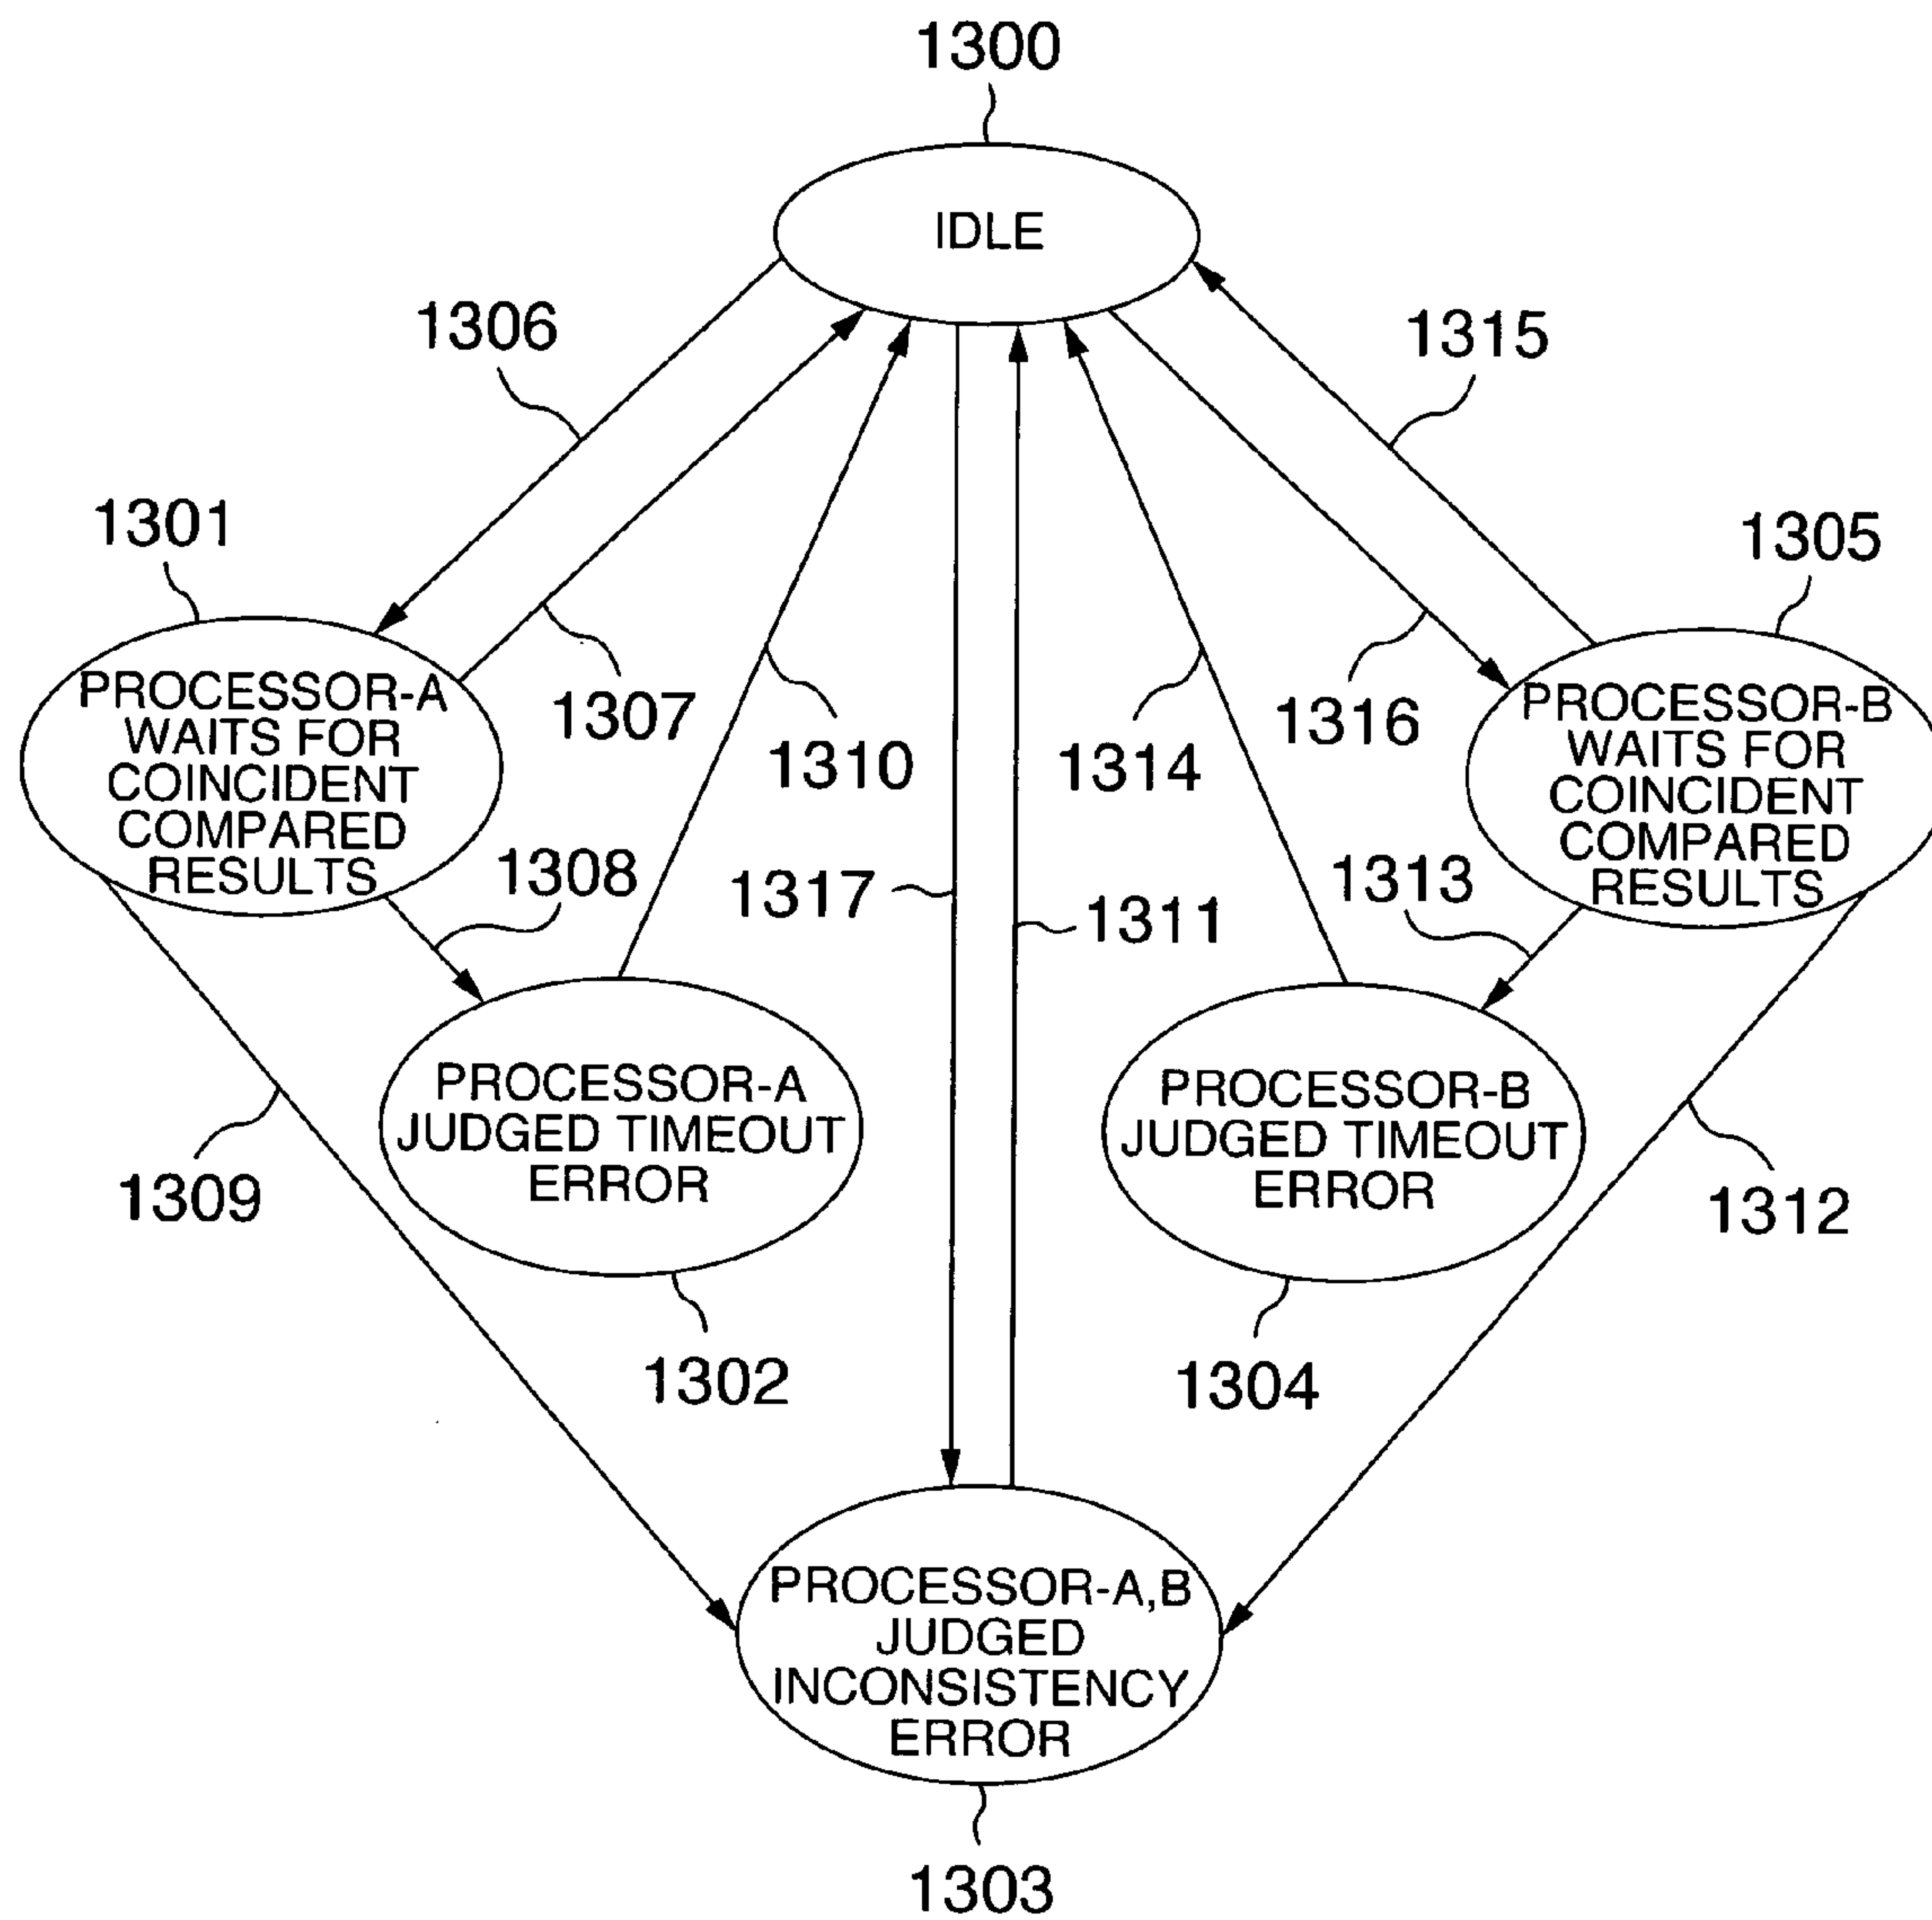 1300
IDLE
1306
1315
1301
1305
PROCESSOR-A
WAITS FOR
COINCIDENT
COMPARED
RESULTS
1307
1310
1314
1316
PROCESSOR-B
WAITS FOR
COINCIDENT
COMPARED
RESULTS
1308
1317
1311
1313
PROCESSOR-A
JUDGED TIMEOUT
ERROR
PROCESSOR-B
JUDGED TIMEOUT
ERROR
1309
1312
1302
1304
PROCESSOR-A,B
JUDGED
INCONSISTENCY
ERROR
1303